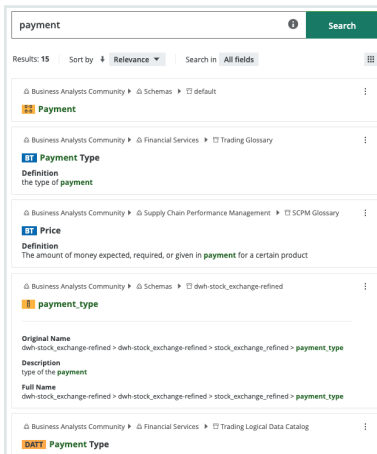 payment
Search
Results: 15 Sort by Relevance Search in All fields
Business Analysts Community Schemas default
Payment
Business Analysts Community Financial Services Trading Glossary
BT Payment Type
Definition
the type of payment
Business Analysts Community Supply Chain Performance Management SCPM Glossary
BT Price
Definition
The amount of money expected, required, or given in payment for a certain product
Business Analysts Community Schemas dwh-stock_exchange-refined
payment_type
Original Name
dwh-stock_exchange-refined > dwh-stock_exchange-refined > stock_exchange_refined > payment_type
Description
type of the payment
Full Name
dwh-stock_exchange-refined > dwh-stock_exchange-refined > stock_exchange_refined > payment_type
Business Analysts Community Financial Services Trading Logical Data Catalog
DATT Payment Type